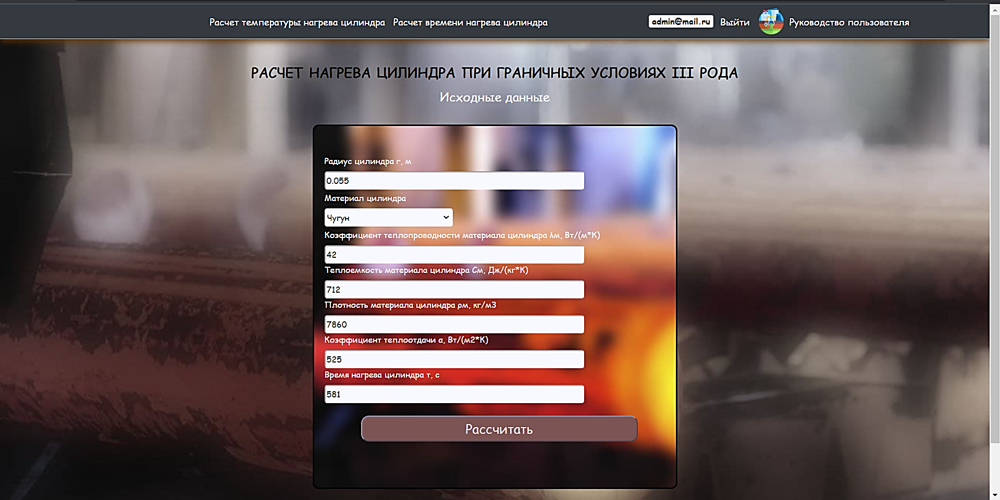 Расчет температуры нагрева цилиндра Расчет времени нагрева цилиндра admin@mail.ru Выйти Руководство пользователя
РАСЧЕТ НАГРЕВА ЦИЛИНДРА ПРИ ГРАНИЧНЫХ УСЛОВИЯХ III РОДА
Исходные данные
Радиус цилиндра r, м
0.055
Материал цилиндра
Чугун
Коэффициент теплопроводности материала цилиндра λм, Вт/(м*К)
42
Теплоемкость материала цилиндра См, Дж/(кг*К)
712
Плотность материала цилиндра ρм, кг/м3
7860
Коэффициент теплоотдачи α, Вт/(м2*К)
525
Время нагрева цилиндра τ, с
581
Рассчитать